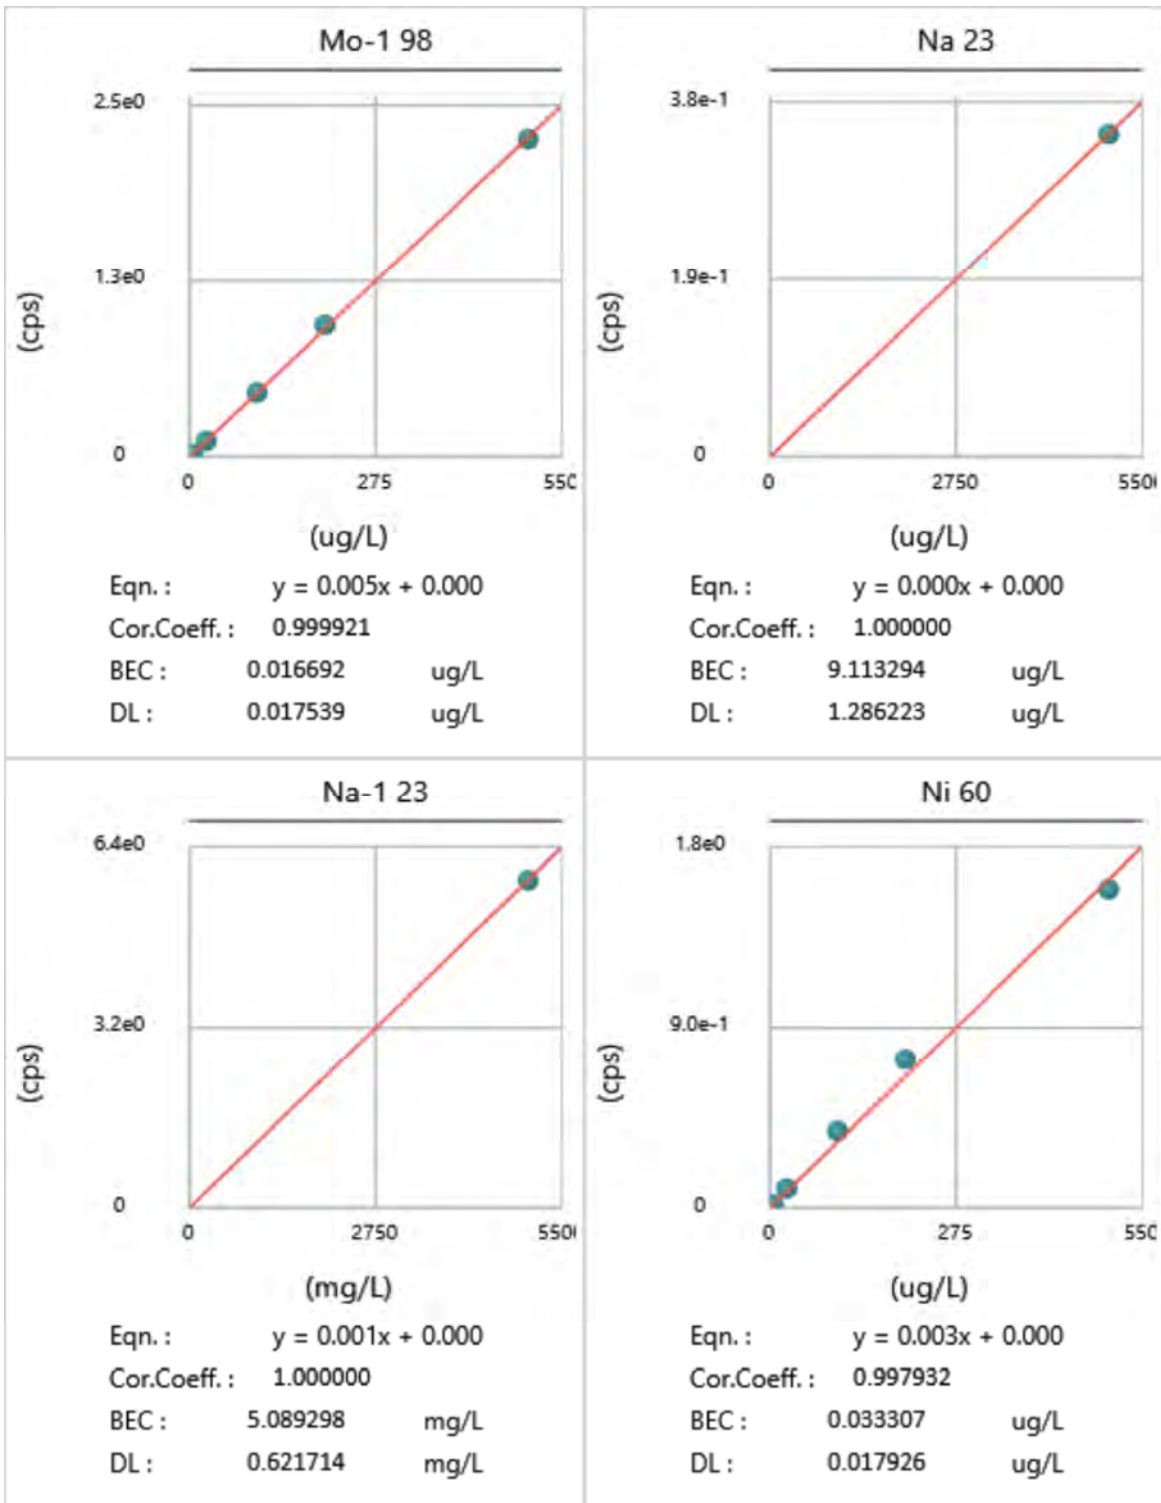 Mo-1 98
2.5e0
1.3e0
0
(cps)
0 275 550
(ug/L)
Eqn. : y = 0.005x + 0.000
Cor.Coeff. : 0.999921
BEC : 0.016692 ug/L
DL : 0.017539 ug/L
Na 23
3.8e-1
1.9e-1
0
(cps)
0 2750 550
(ug/L)
Eqn. : y = 0.000x + 0.000
Cor.Coeff. : 1.000000
BEC : 9.113294 ug/L
DL : 1.286223 ug/L
Na-1 23
6.4e0
3.2e0
0
(cps)
0 2750 550
(mg/L)
Eqn. : y = 0.001x + 0.000
Cor.Coeff. : 1.000000
BEC : 5.089298 mg/L
DL : 0.621714 mg/L
Ni 60
1.8e0
9.0e-1
0
(cps)
0 275 550
(ug/L)
Eqn. : y = 0.003x + 0.000
Cor.Coeff. : 0.997932
BEC : 0.033307 ug/L
DL : 0.017926 ug/L